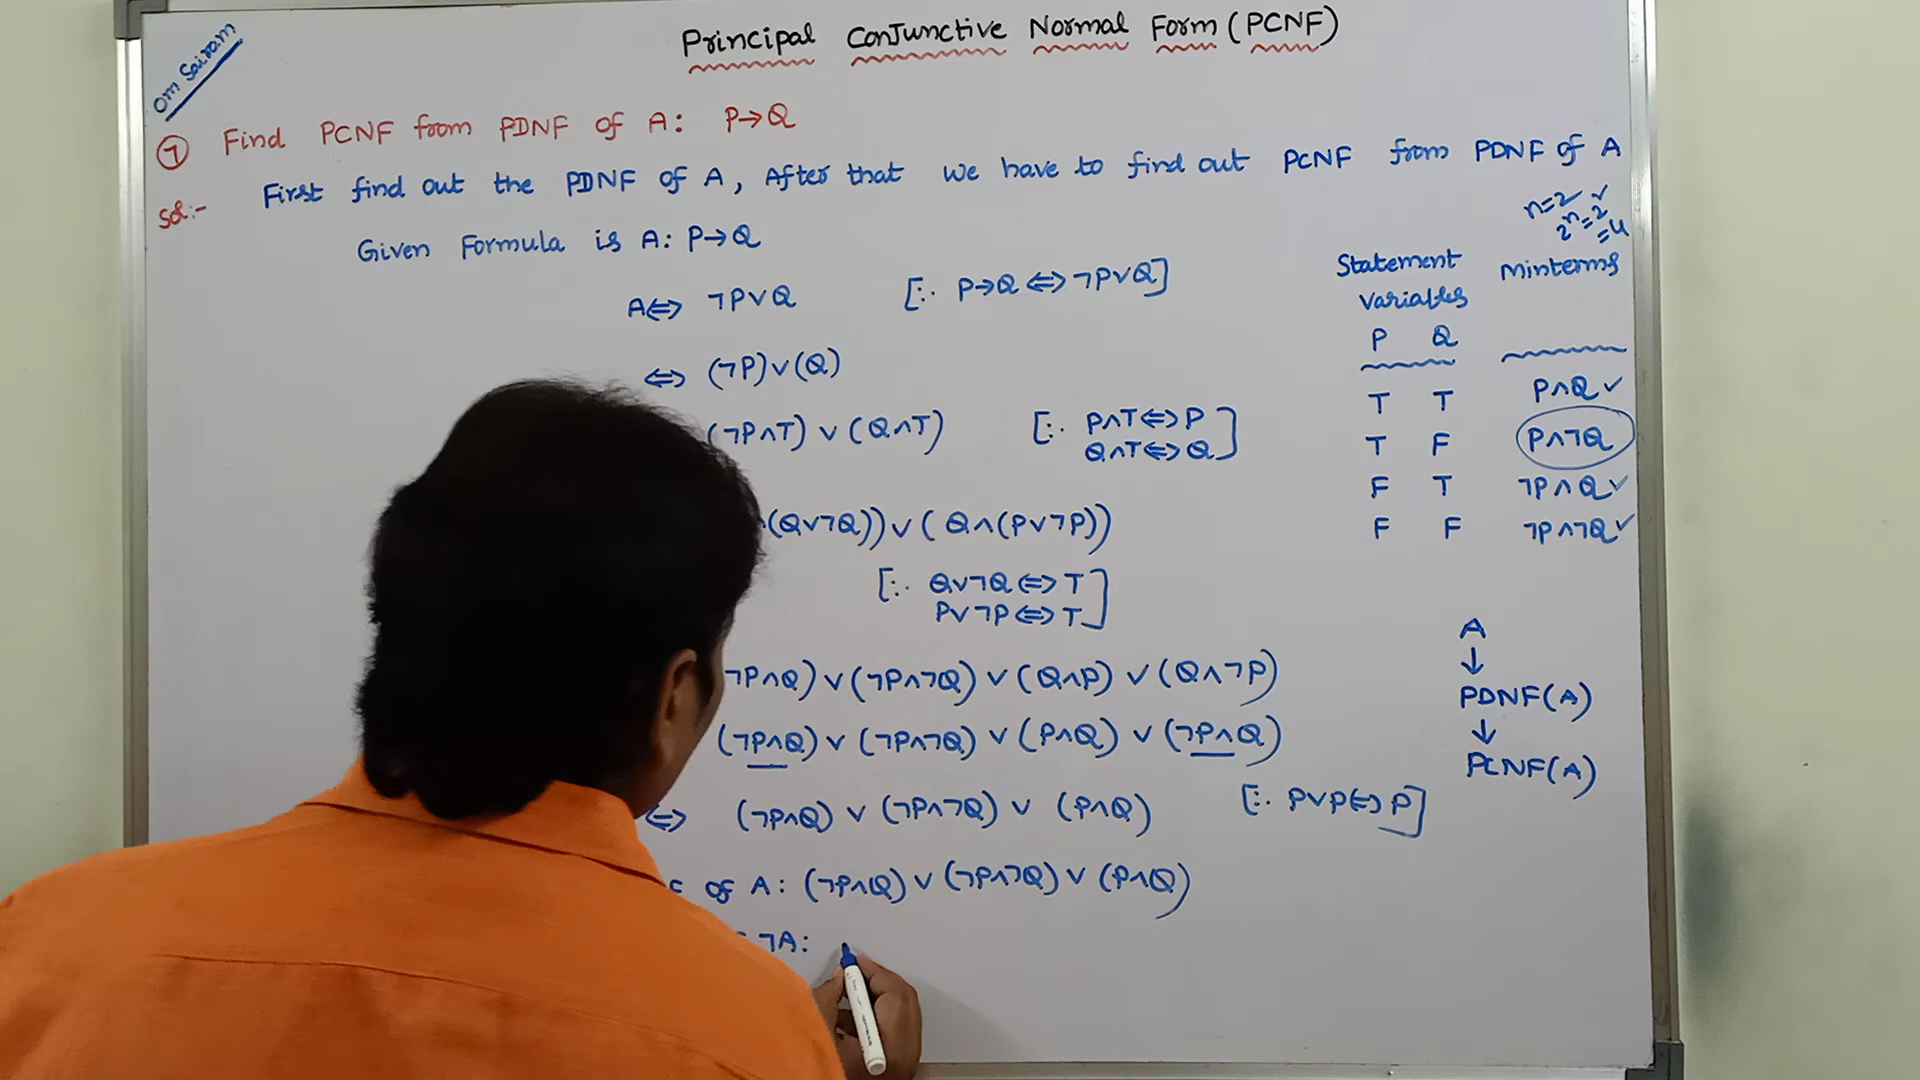 Om Sairam
Principal Conjunctive Normal Form (PCNF)
⑦ Find PCNF from PDNF of A: P→Q
Sol:- First find out the PDNF of A, After that we have to find out PCNF from PDNF of A
Given Formula is A: P→Q
A⇔ ¬P∨Q [∵ P→Q ⇔ ¬P∨Q]
⇔ (¬P)∨(Q)
(¬P∧T) ∨ (Q∧T) [∵ P∧T⇔P
Q∧T⇔Q]
(Q∨¬Q))∨(Q∧(P∨¬P))
[∵ Q∨¬Q⇔T
P∨¬P⇔T]
¬P∧Q)∨(¬P∧¬Q) ∨ (Q∧P) ∨ (Q∧¬P)
(¬P∧Q) ∨ (¬P∧¬Q) ∨ (P∧Q) ∨ (¬P∧Q)
⇔ (¬P∧Q) ∨ (¬P∧¬Q) ∨ (P∧Q) [∵ P∨P⇔P]
of A: (¬P∧Q)∨(¬P∧¬Q)∨(P∧Q)
¬A:
n=2 ✓
2ⁿ=2²
=4
Statement Minterms
Variables
P Q
T T P∧Q ✓
T F P∧¬Q
F T ¬P∧Q ✓
F F ¬P∧¬Q ✓
A
↓
PDNF(A)
↓
PCNF(A)